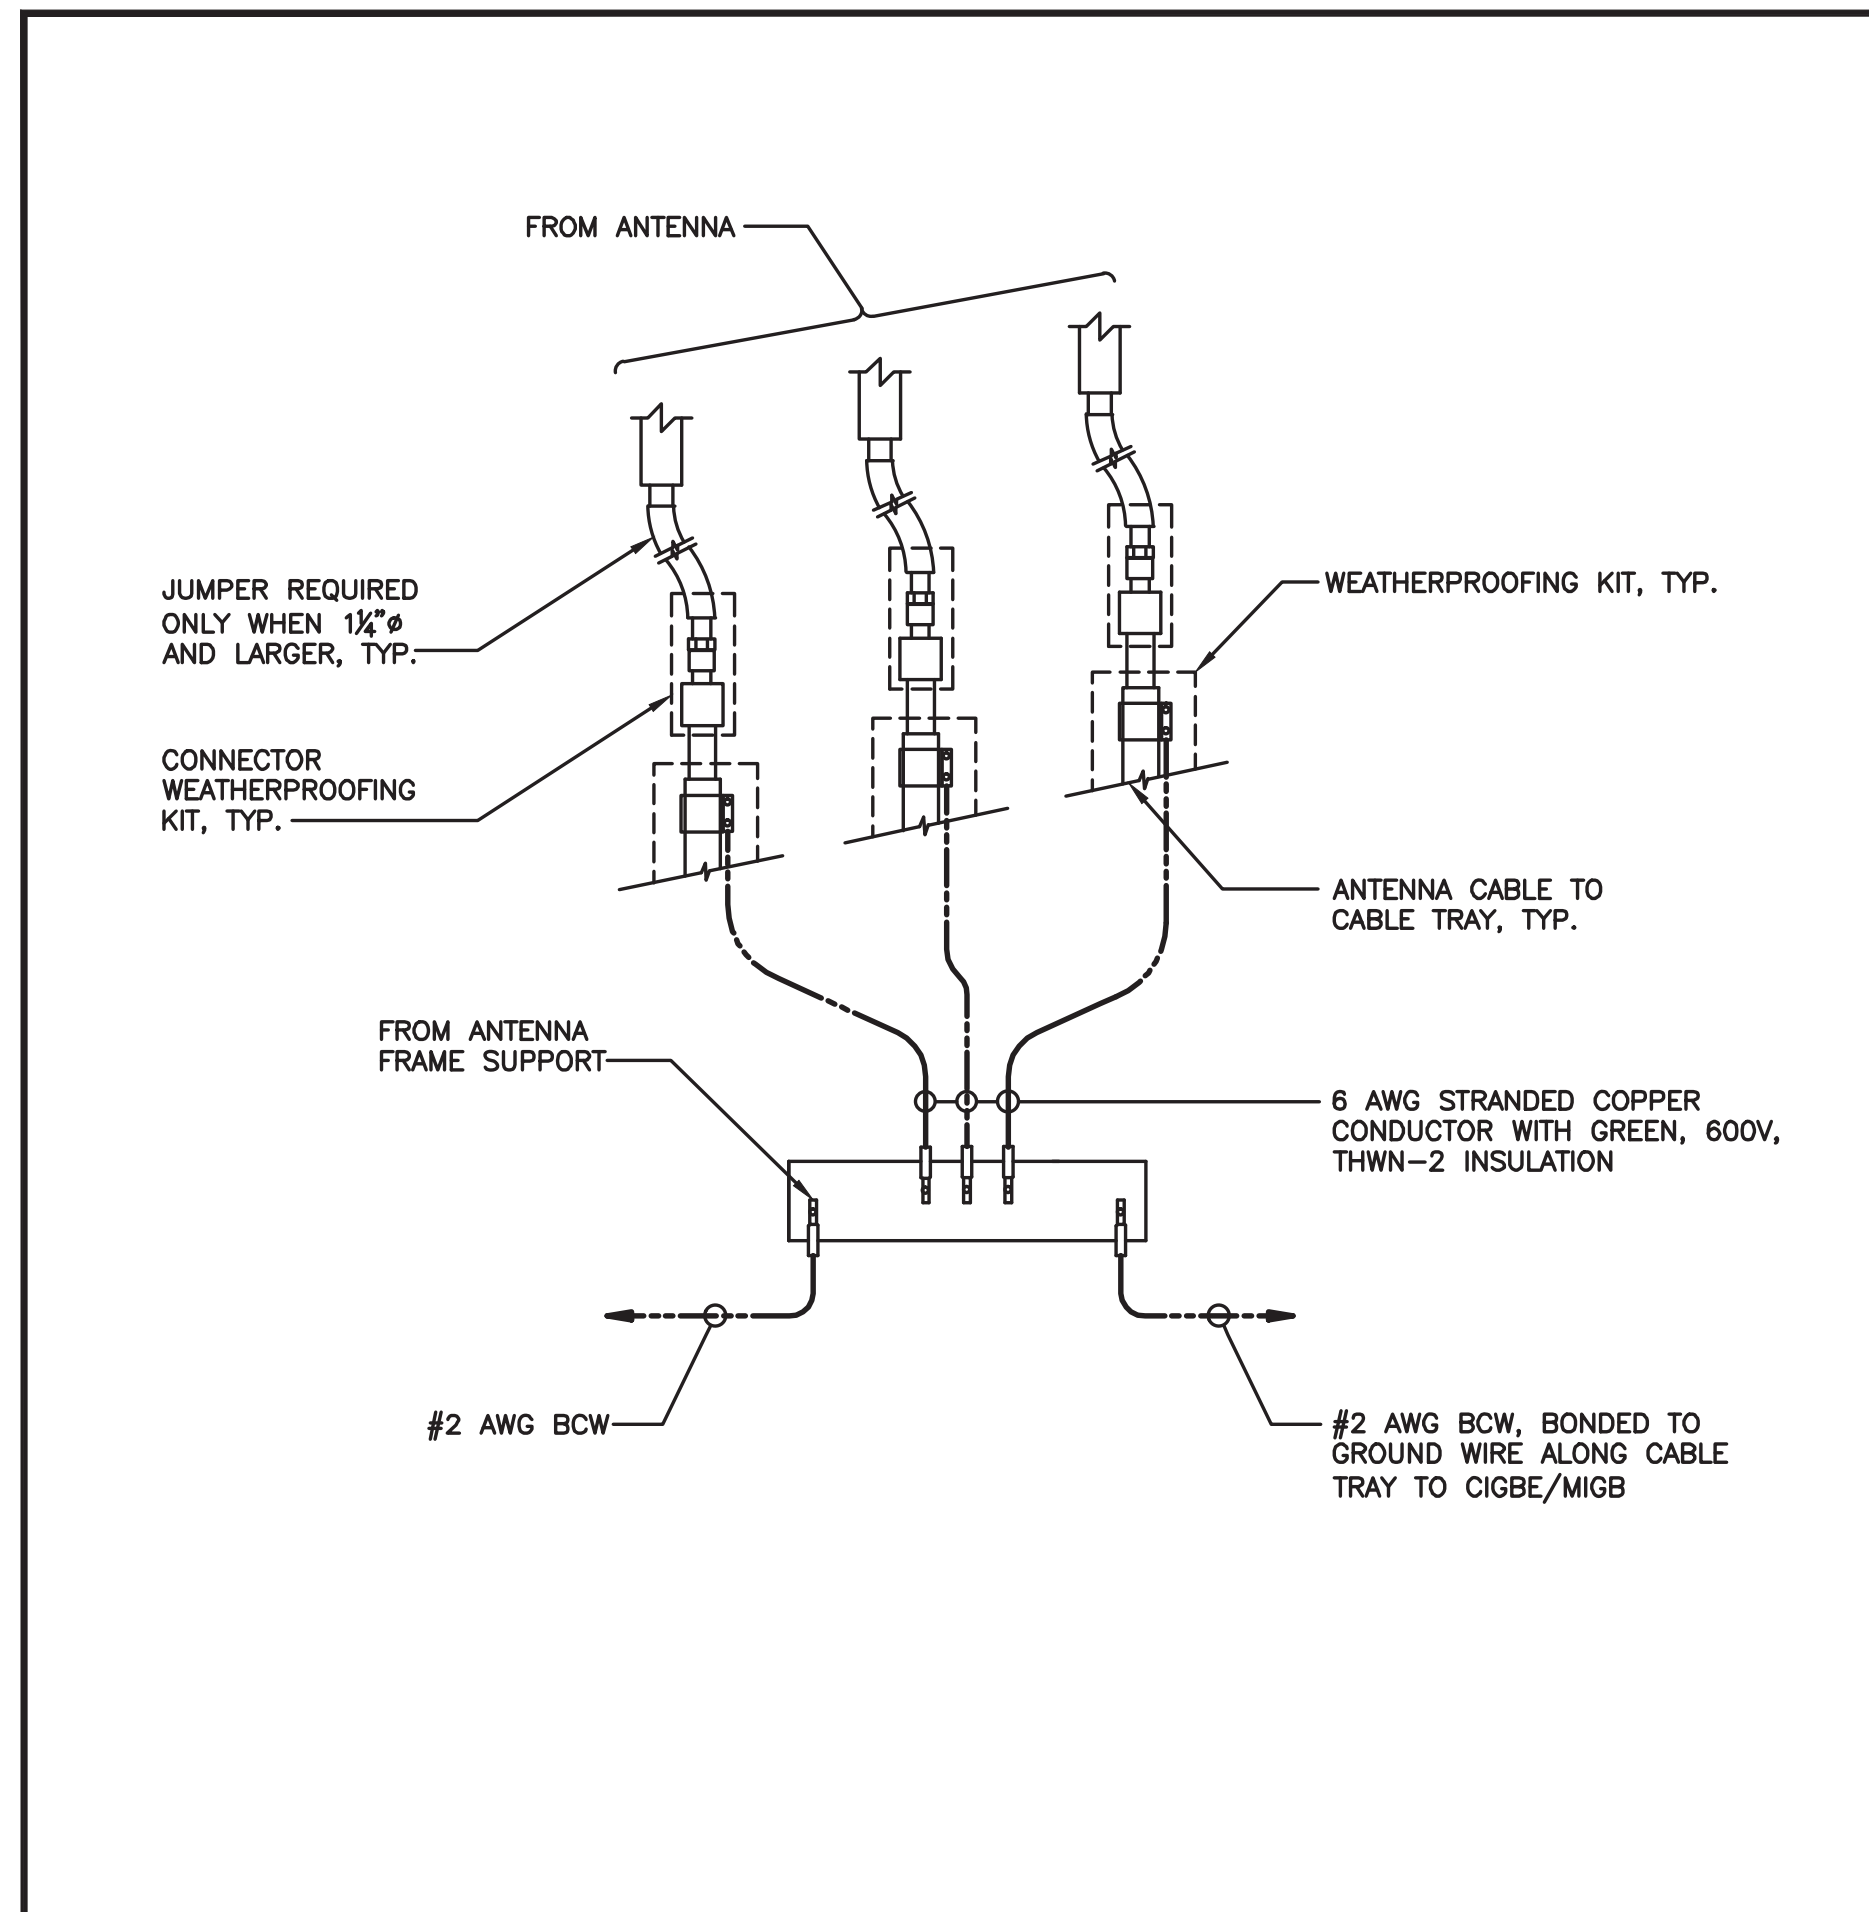 FROM ANTENNA
JUMPER REQUIRED
ONLY WHEN 1¼"ø
AND LARGER, TYP.
WEATHERPROOFING KIT, TYP.
CONNECTOR
WEATHERPROOFING
KIT, TYP.
ANTENNA CABLE TO
CABLE TRAY, TYP.
FROM ANTENNA
FRAME SUPPORT
6 AWG STRANDED COPPER
CONDUCTOR WITH GREEN, 600V,
THWN-2 INSULATION
#2 AWG BCW
#2 AWG BCW, BONDED TO
GROUND WIRE ALONG CABLE
TRAY TO CIGBE/MIGB